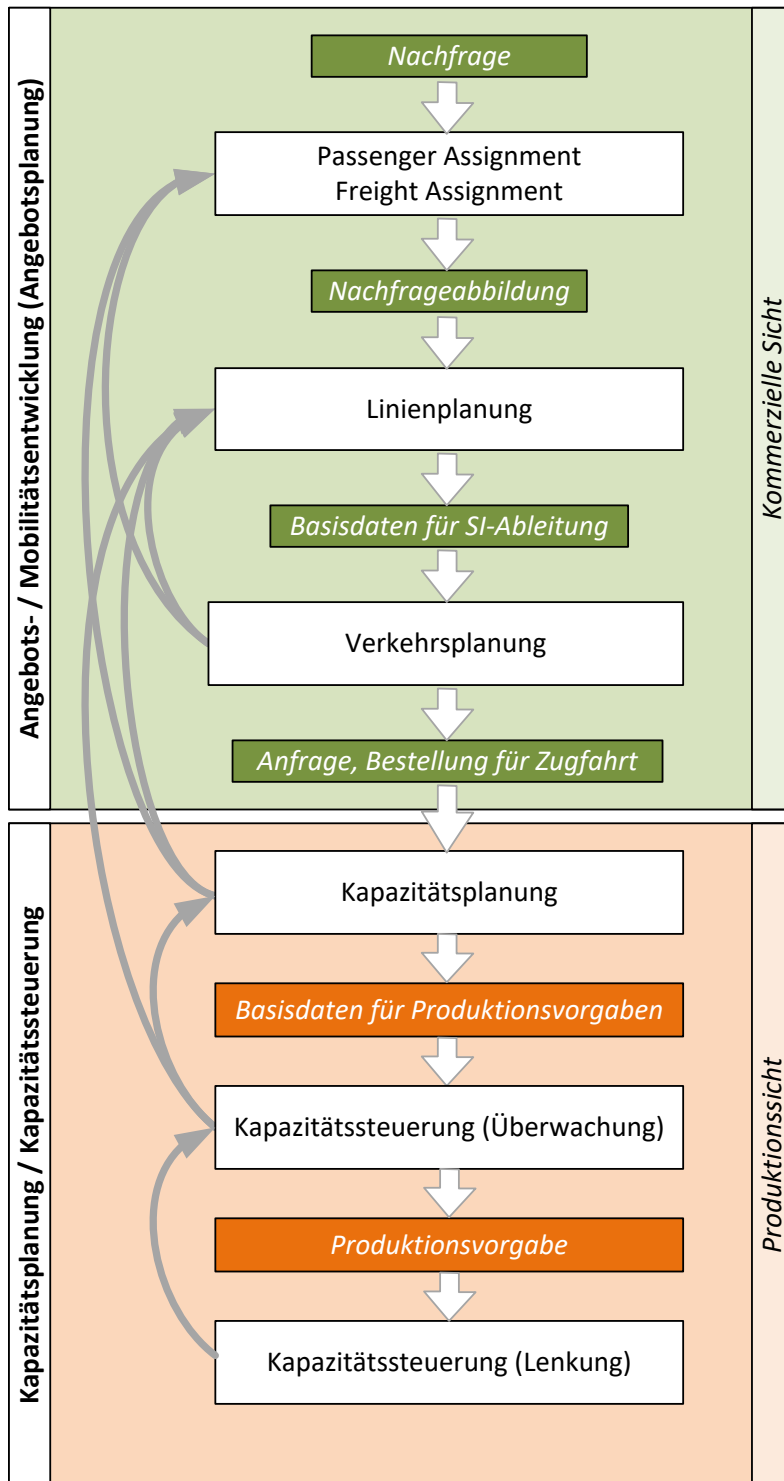 Angebots- / Mobilitätsentwicklung (Angebotsplanung)
Nachfrage
Passenger Assignment
Freight Assignment
Nachfrageabbildung
Linienplanung
Basisdaten für SI-Ableitung
Verkehrsplanung
Anfrage, Bestellung für Zugfahrt
Kommerzielle Sicht
Kapazitätsplanung / Kapazitätssteuerung
Kapazitätsplanung
Basisdaten für Produktionsvorgaben
Kapazitätssteuerung (Überwachung)
Produktionsvorgabe
Kapazitätssteuerung (Lenkung)
Produktionssicht